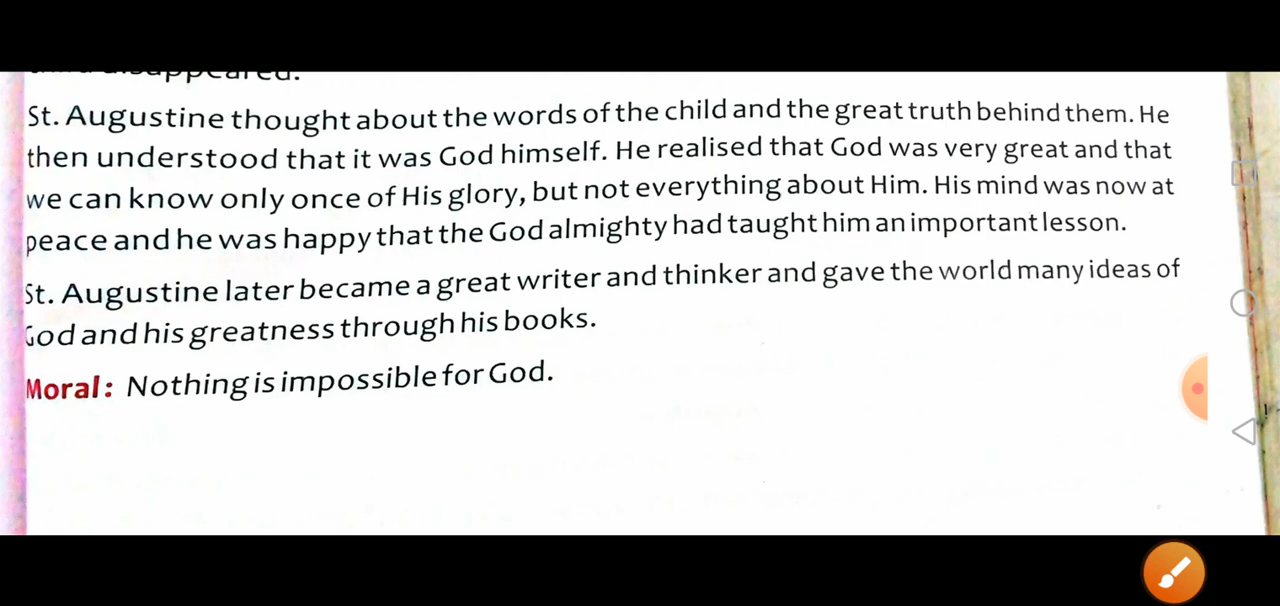 disappeared.
St. Augustine thought about the words of the child and the great truth behind them. He
then understood that it was God himself. He realised that God was very great and that
we can know only once of His glory, but not everything about Him. His mind was now at
peace and he was happy that the God almighty had taught him an important lesson.
St. Augustine later became a great writer and thinker and gave the world many ideas of
God and his greatness through his books.
Moral: Nothing is impossible for God.